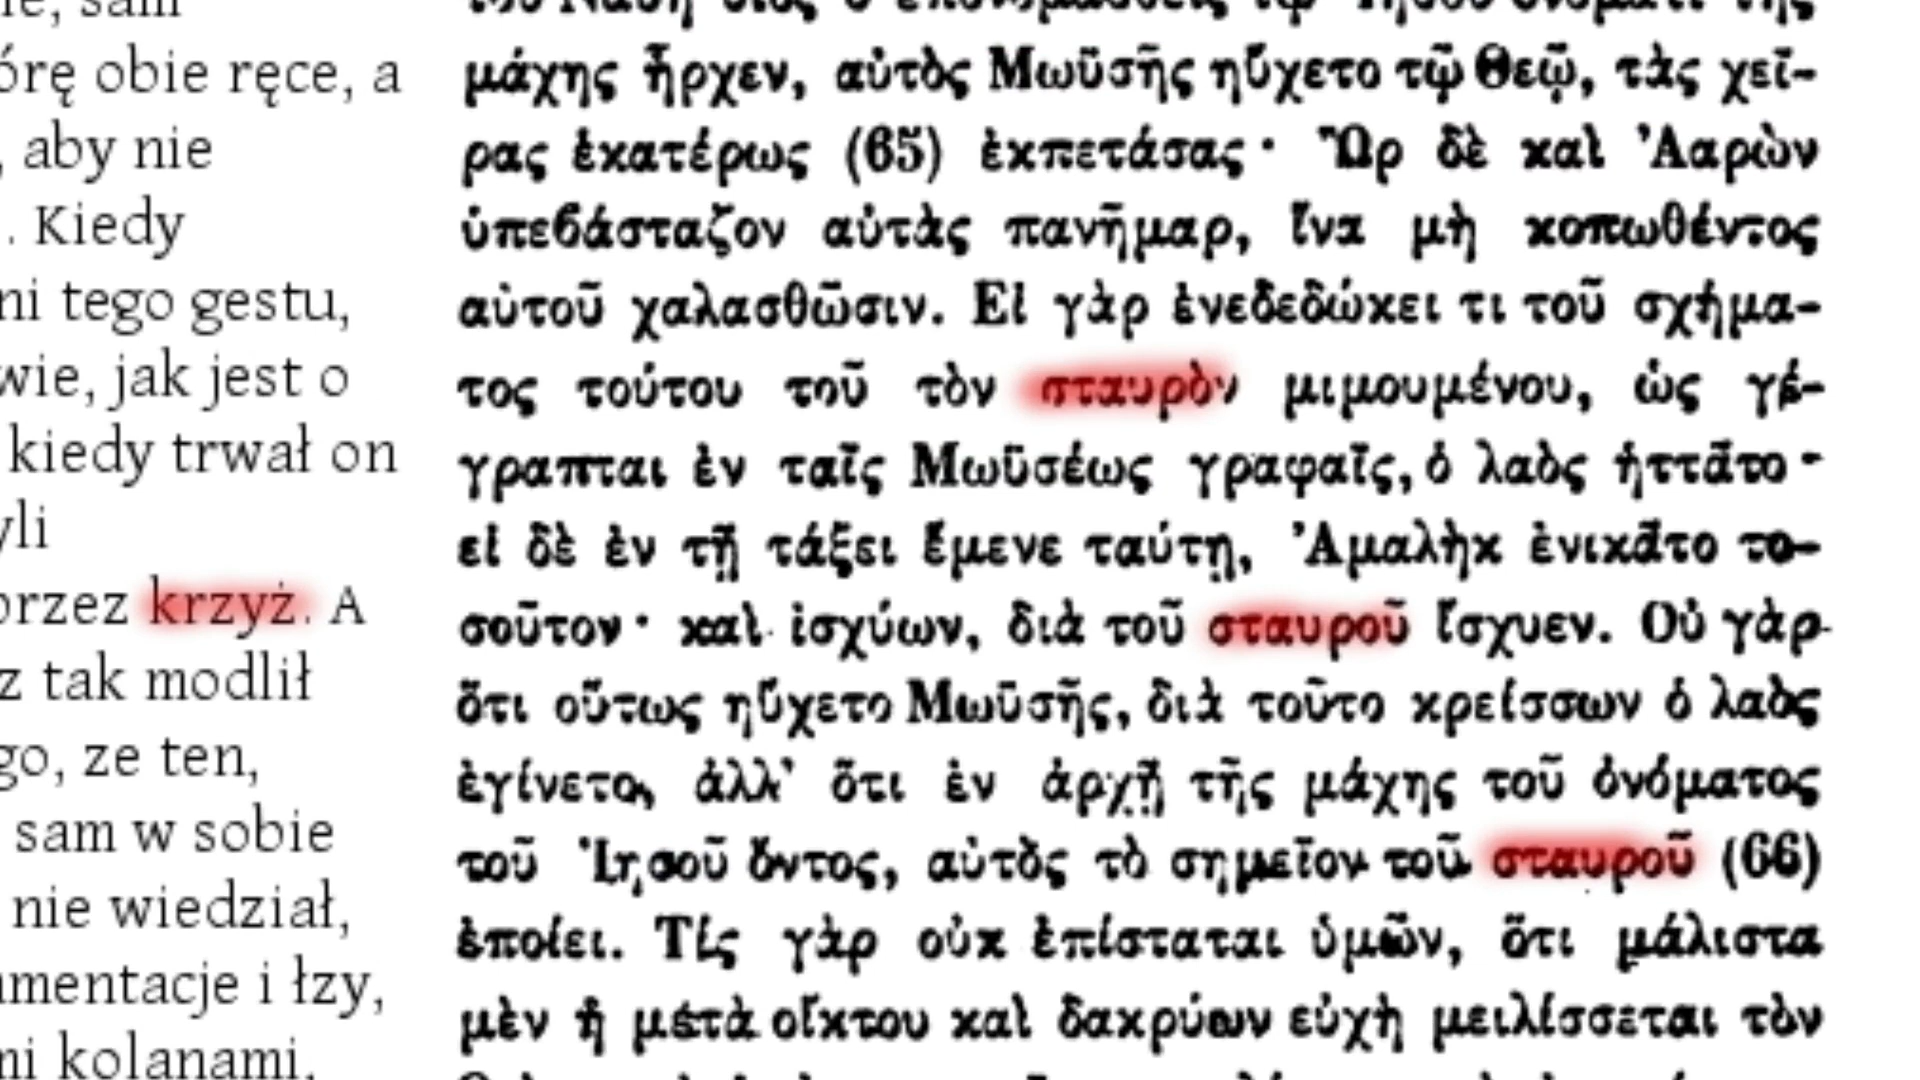 órę obie ręce, a
, aby nie
. Kiedy
ni tego gestu,
wie, jak jest o
kiedy trwał on
yli
orzez krzyż. A
z tak modlił
go, ze ten,
sam w sobie
nie wiedział,
amentacje i łzy,
mi kolanami,
μάχης ἦρχεν, αὐτὸς Μωϋσῆς ηὔχετο τῷ Θεῷ, τὰς χεῖ-
ρας ἑκατέρως (65) ἐκπετάσας· Ὢρ δὲ καὶ Ἀαρὼν
ὑπεβάσταζον αὐτὰς πανῆμαρ, ἵνα μὴ κοπωθέντος
αὐτοῦ χαλασθῶσιν. Εἰ γὰρ ἐνεδεδώκει τι τοῦ σχήμα-
τος τούτου τοῦ τὸν σταυρὸν μιμουμένου, ὡς γέ-
γραπται ἐν ταῖς Μωϋσέως γραφαῖς, ὁ λαὸς ἡττᾶτο·
εἰ δὲ ἐν τῇ τάξει ἔμενε ταύτῃ, Ἀμαλὴκ ἐνικᾶτο το-
σοῦτον· καὶ ἰσχύων, διὰ τοῦ σταυροῦ ἴσχυεν. Οὐ γὰρ
ὅτι οὕτως ηὔχετο Μωϋσῆς, διὰ τοῦτο κρείσσων ὁ λαὸς
ἐγίνετο, ἀλλ' ὅτι ἐν ἀρχῇ τῆς μάχης τοῦ ὀνόματος
τοῦ Ἰησοῦ ὄντος, αὐτὸς τὸ σημεῖον τοῦ σταυροῦ (66)
ἐποίει. Τίς γὰρ οὐκ ἐπίσταται ὑμῶν, ὅτι μάλιστα
μὲν ἡ μετὰ οἴκτου καὶ δακρύων εὐχὴ μειλίσσεται τὸν